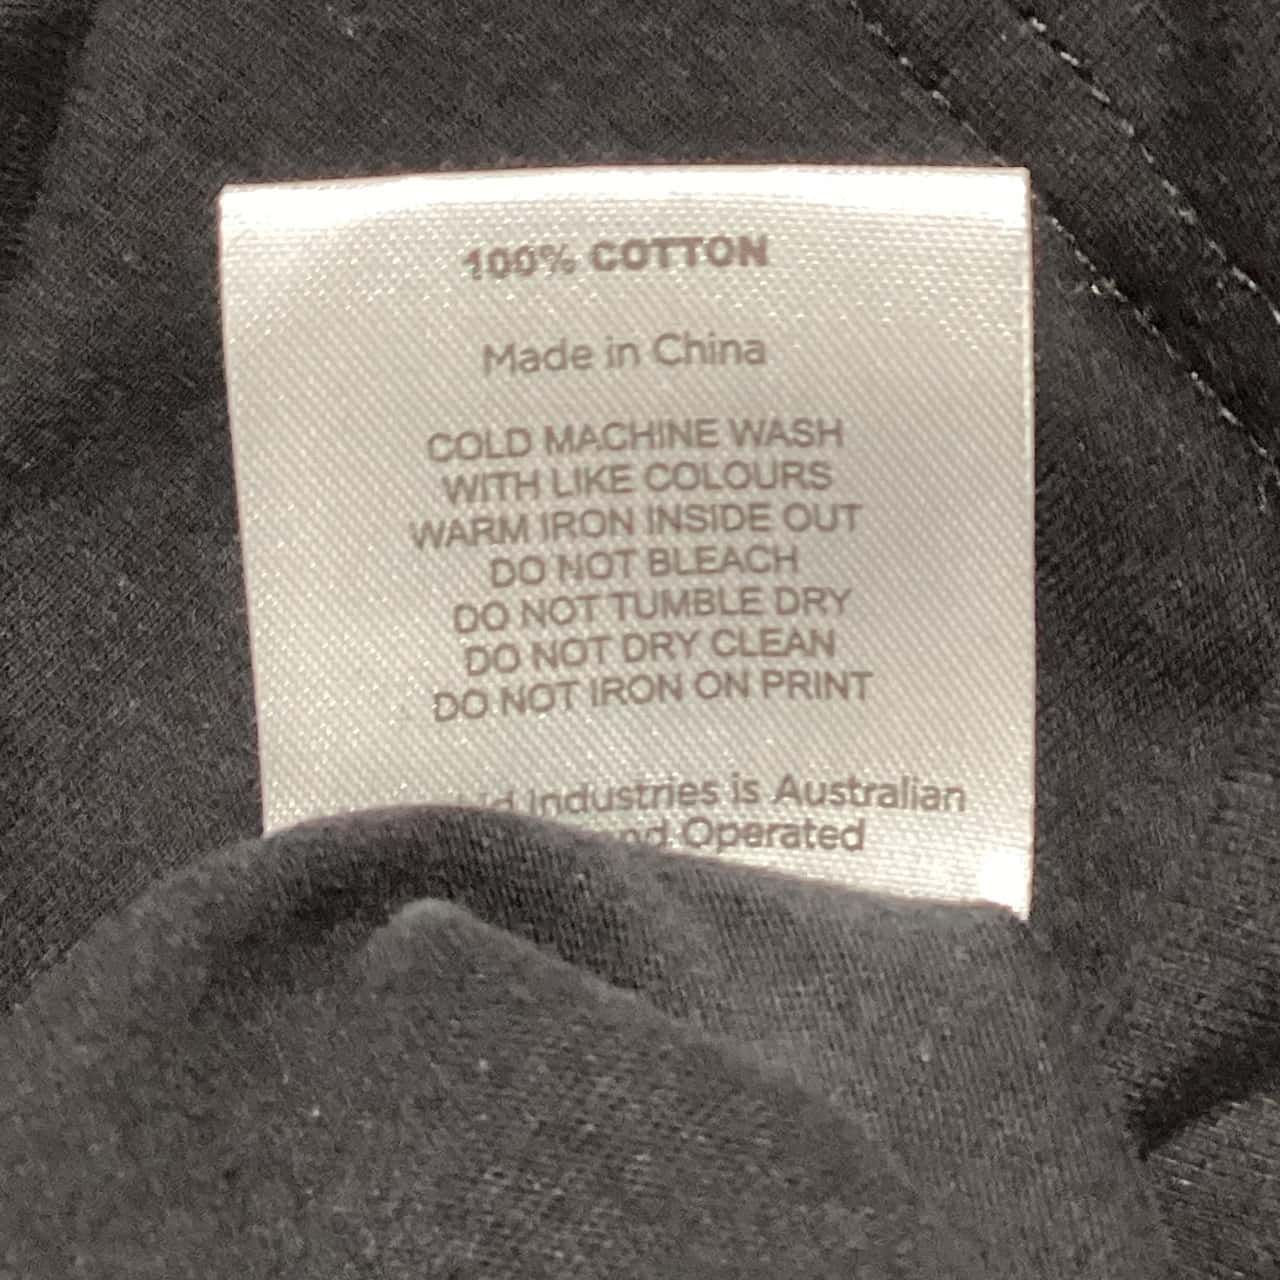 100% COTTON
Made in China
COLD MACHINE WASH
WITH LIKE COLOURS
WARM IRON INSIDE OUT
DO NOT BLEACH
DO NOT TUMBLE DRY
DO NOT DRY CLEAN
DO NOT IRON ON PRINT
Industries is Australian
Operated